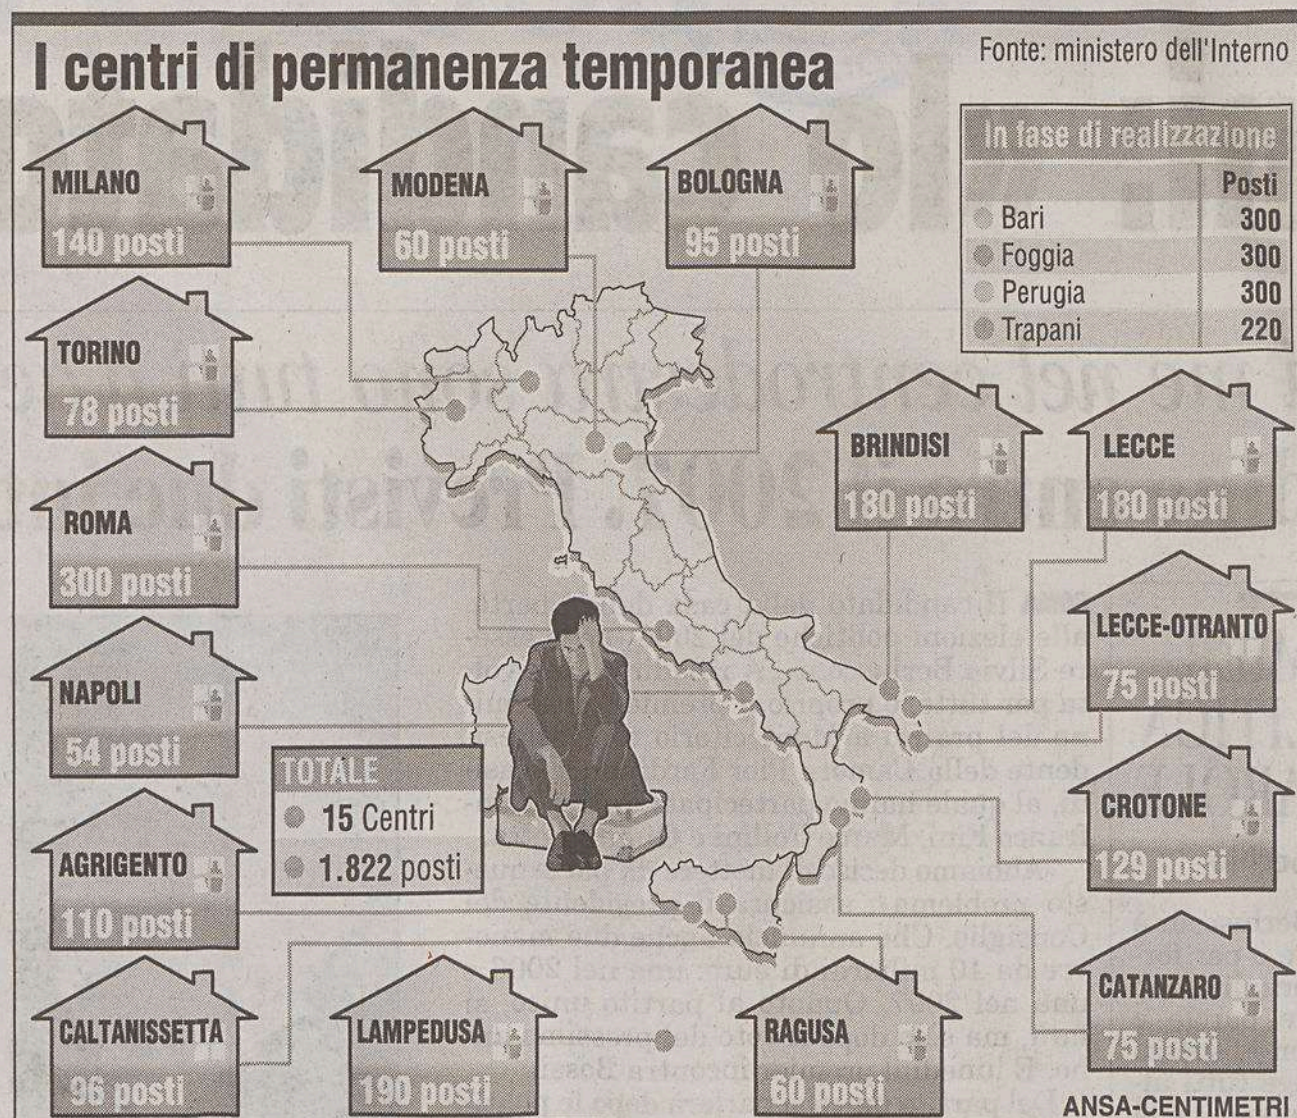 I centri di permanenza temporanea
Fonte: ministero dell'Interno
MILANO
140 posti
MODENA
60 posti
BOLOGNA
95 posti
In fase di realizzazione
Posti
Bari 300
Foggia 300
Perugia 300
Trapani 220
TORINO
78 posti
ROMA
300 posti
NAPOLI
54 posti
AGRIGENTO
110 posti
CALTANISSETTA
96 posti
LAMPEDUSA
190 posti
RAGUSA
60 posti
BRINDISI
180 posti
LECCE
180 posti
LECCE-OTRANTO
75 posti
CROTONE
129 posti
CATANZARO
75 posti
TOTALE
15 Centri
1.822 posti
ANSA-CENTIMETRI